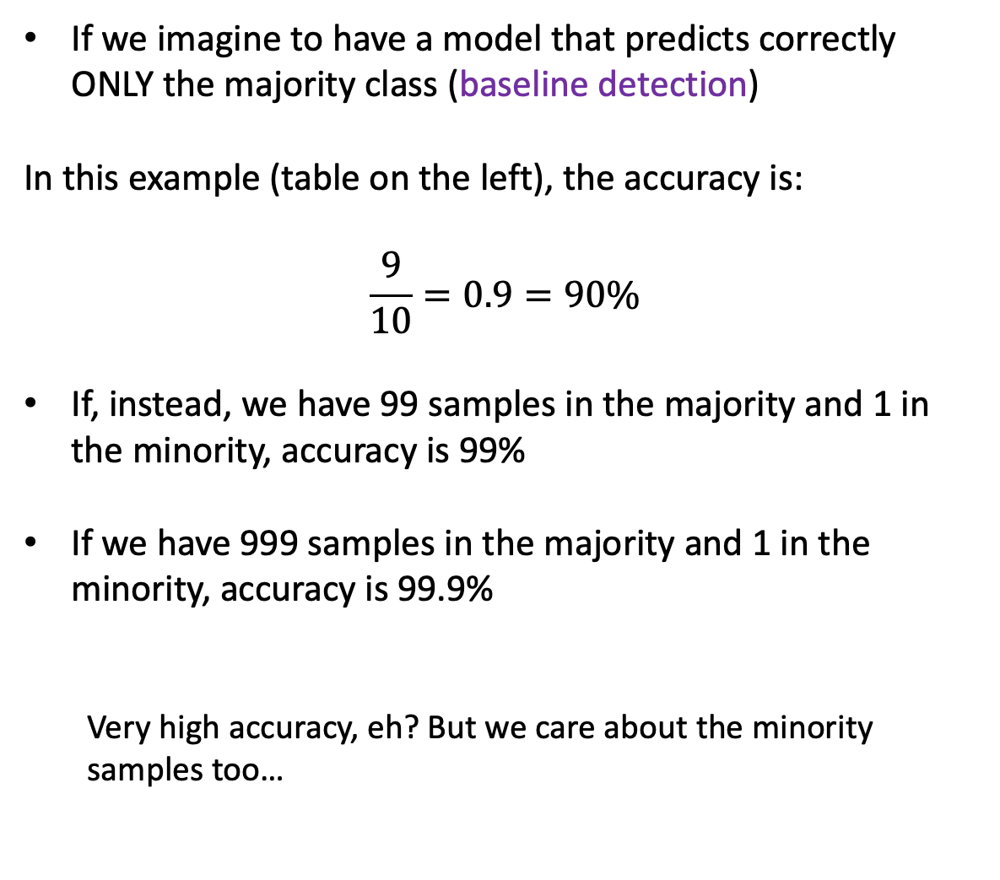 • If we imagine to have a model that predicts correctly
ONLY the majority class (baseline detection)
In this example (table on the left), the accuracy is:
9/10 = 0.9 = 90%
• If, instead, we have 99 samples in the majority and 1 in
the minority, accuracy is 99%
• If we have 999 samples in the majority and 1 in the
minority, accuracy is 99.9%
Very high accuracy, eh? But we care about the minority
samples too...